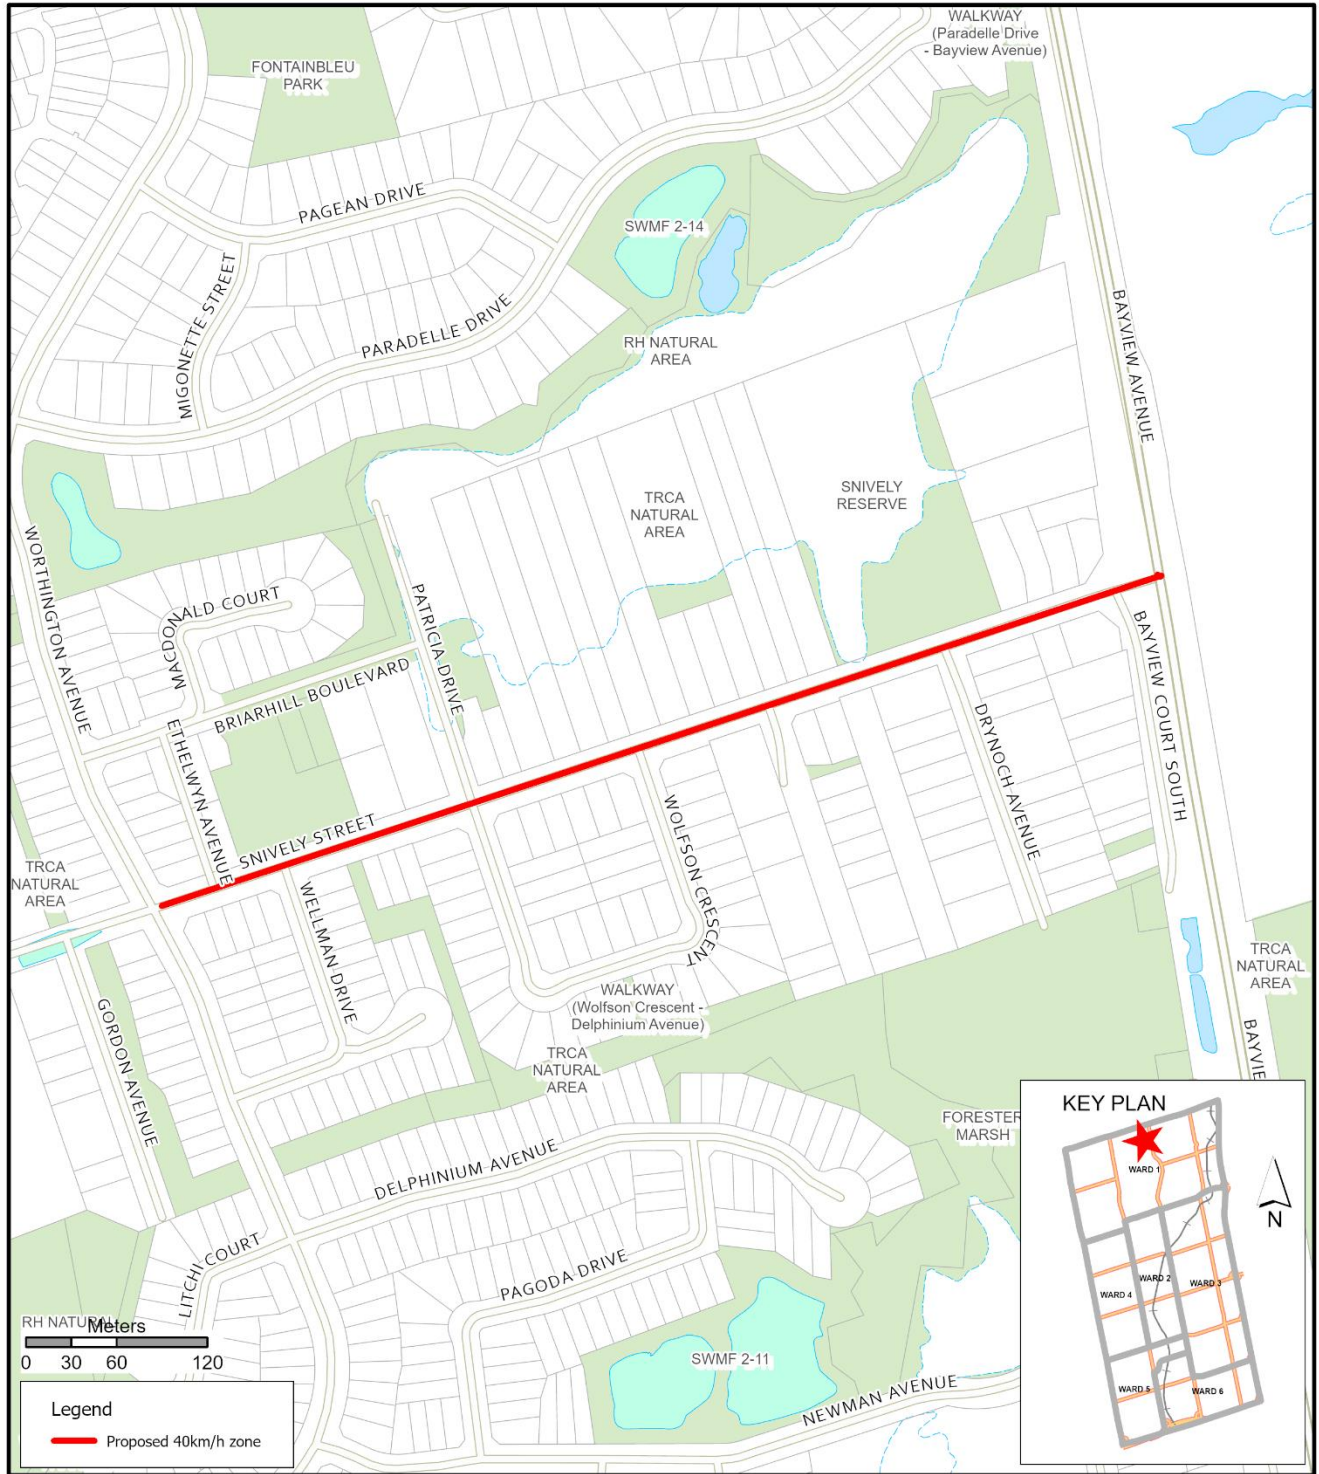 WALKWAY
(Paradelle Drive
- Bayview Avenue)
FONTAINBLEU
PARK
PAGEAN DRIVE
SWMF 2-14
MIGONETTE STREET
PARADELLE DRIVE
RH NATURAL
AREA
BAYVIEW AVENUE
TRCA
NATURAL
AREA
SNIVELY
RESERVE
WORTHINGTON AVENUE
MACDONALD COURT
PATRICIA DRIVE
BRIARHILL BOULEVARD
ETHELWYN AVENUE
BAYVIEW COURT SOUTH
DRYNOCH AVENUE
WOLFSON CRESCENT
SNIVELY STREET
TRCA
NATURAL
AREA
WELLMAN DRIVE
GORDON AVENUE
WALKWAY
(Wolfson Crescent -
Delphinium Avenue)
TRCA
NATURAL
AREA
TRCA
NATURAL
AREA
BAYVIE
FORESTER
MARSH
DELPHINIUM AVENUE
LITCHI COURT
PAGODA DRIVE
SWMF 2-11
NEWMAN AVENUE
RH NATURAL
Meters
0 30 60 120
Legend
Proposed 40km/h zone
KEY PLAN
WARD 1
N
WARD 2
WARD 3
WARD 4
WARD 5
WARD 6